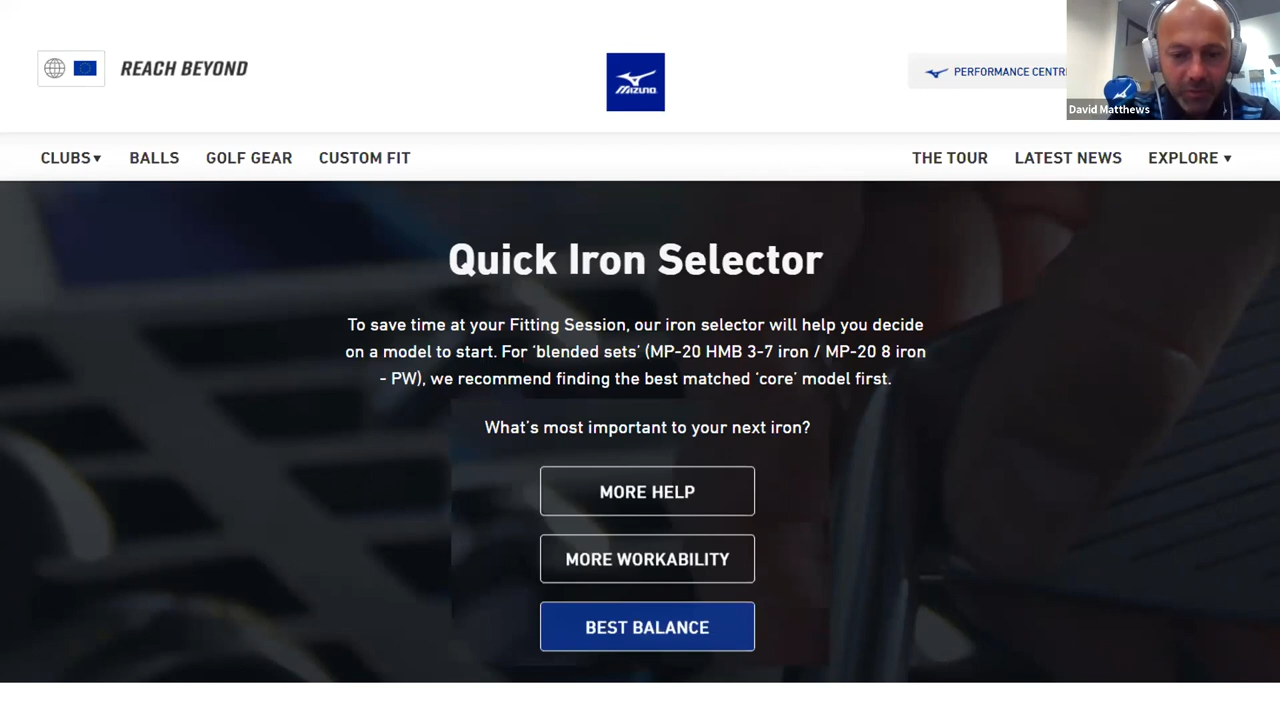 REACH BEYOND
MIZUNO
PERFORMANCE CENTR
David Matthews
CLUBS▼ BALLS GOLF GEAR CUSTOM FIT THE TOUR LATEST NEWS EXPLORE ▼
Quick Iron Selector
To save time at your Fitting Session, our iron selector will help you decide
on a model to start. For ‘blended sets’ (MP-20 HMB 3-7 iron / MP-20 8 iron
- PW), we recommend finding the best matched ‘core’ model first.
What’s most important to your next iron?
MORE HELP
MORE WORKABILITY
BEST BALANCE